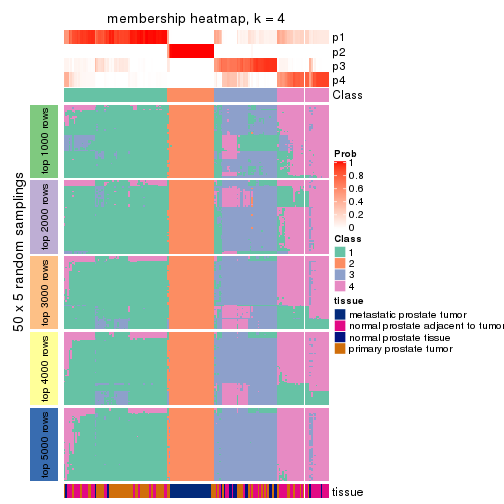 membership heatmap, k = 4
p1
p2
p3
p4
Class
50 x 5 random samplings
top 1000 rows
top 2000 rows
top 3000 rows
top 4000 rows
top 5000 rows
Prob
1
0.8
0.6
0.4
0.2
0
Class
1
2
3
4
tissue
metastatic prostate tumor
normal prostate adjacent to tumor
normal prostate tissue
primary prostate tumor
tissue